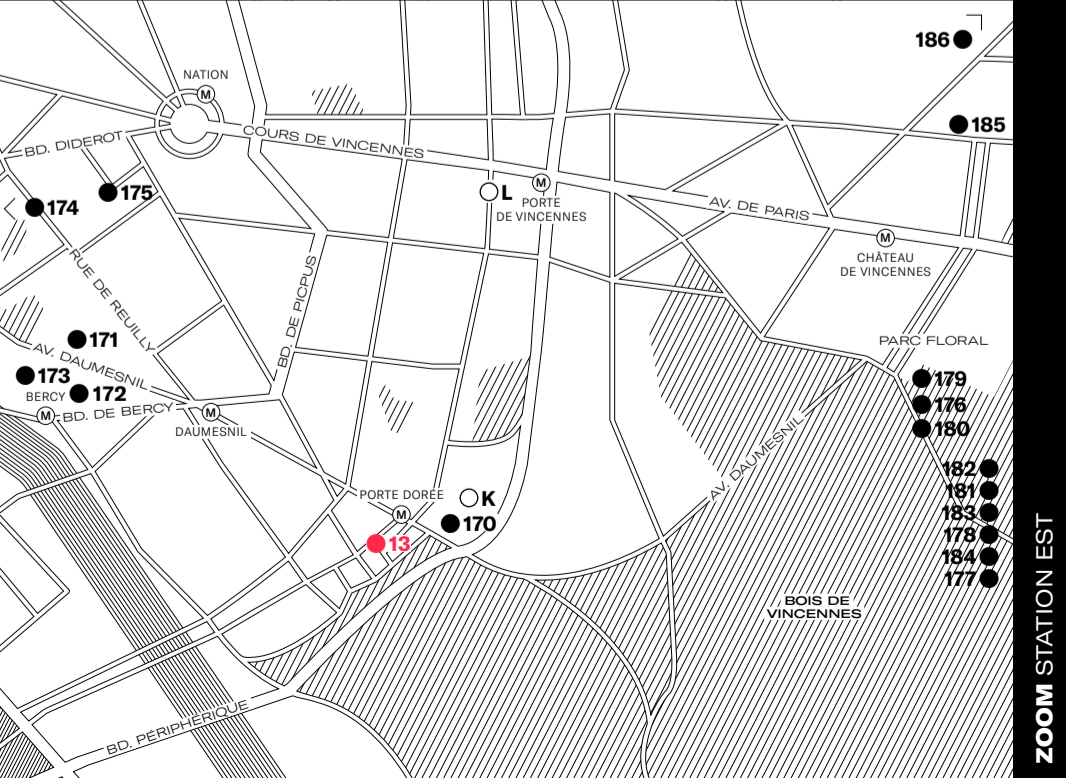 186
NATION
M
185
BD. DIDEROT
COURS DE VINCENNES
175
174
L
M
PORTE
DE VINCENNES
AV. DE PARIS
M
CHÂTEAU
DE VINCENNES
RUE DE REUILLY
BD. DE PICPUS
171
AV. DAUMESNIL
173
BERCY
172
M
BD. DE BERCY
M
DAUMESNIL
PARC FLORAL
179
176
180
AV. DAUMESNIL
182
181
183
178
184
177
PORTE DORÉE
K
M
170
13
BOIS DE
VINCENNES
BD. PÉRIPHÉRIQUE
ZOOM STATION EST